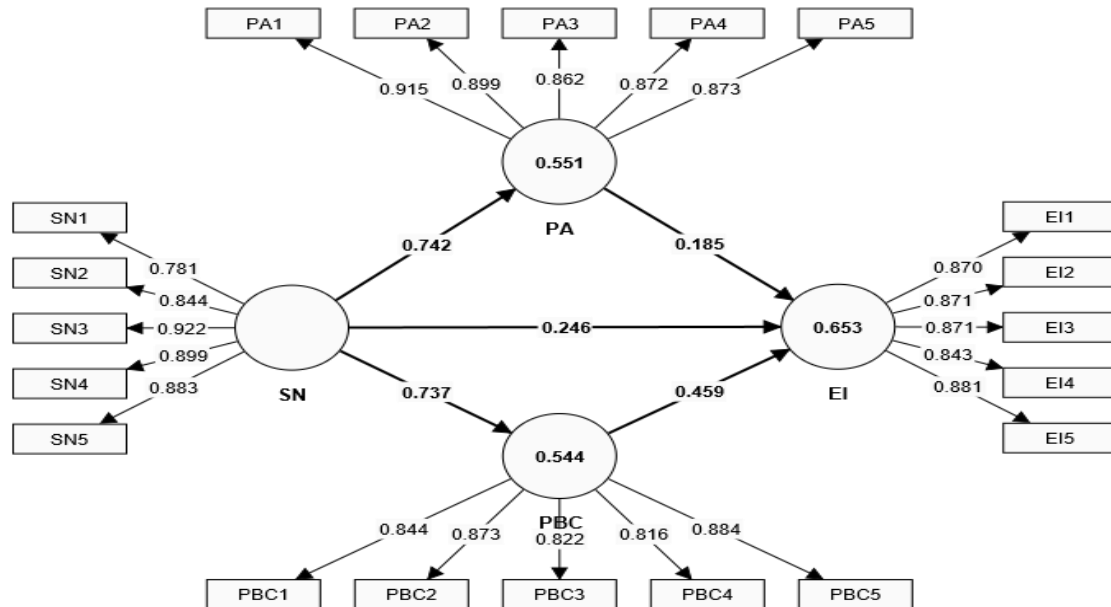 PA1 PA2 PA3 PA4 PA5
0.915 0.899 0.862 0.872 0.873
0.551
PA
SN1
SN2
SN3
SN4
SN5
0.781
0.844
0.922
0.899
0.883
SN
0.742
0.246
0.737
0.185
0.459
0.653
EI
EI1
EI2
EI3
EI4
EI5
0.870
0.871
0.871
0.843
0.881
0.544
PBC
0.844 0.873 0.822 0.816 0.884
PBC1 PBC2 PBC3 PBC4 PBC5